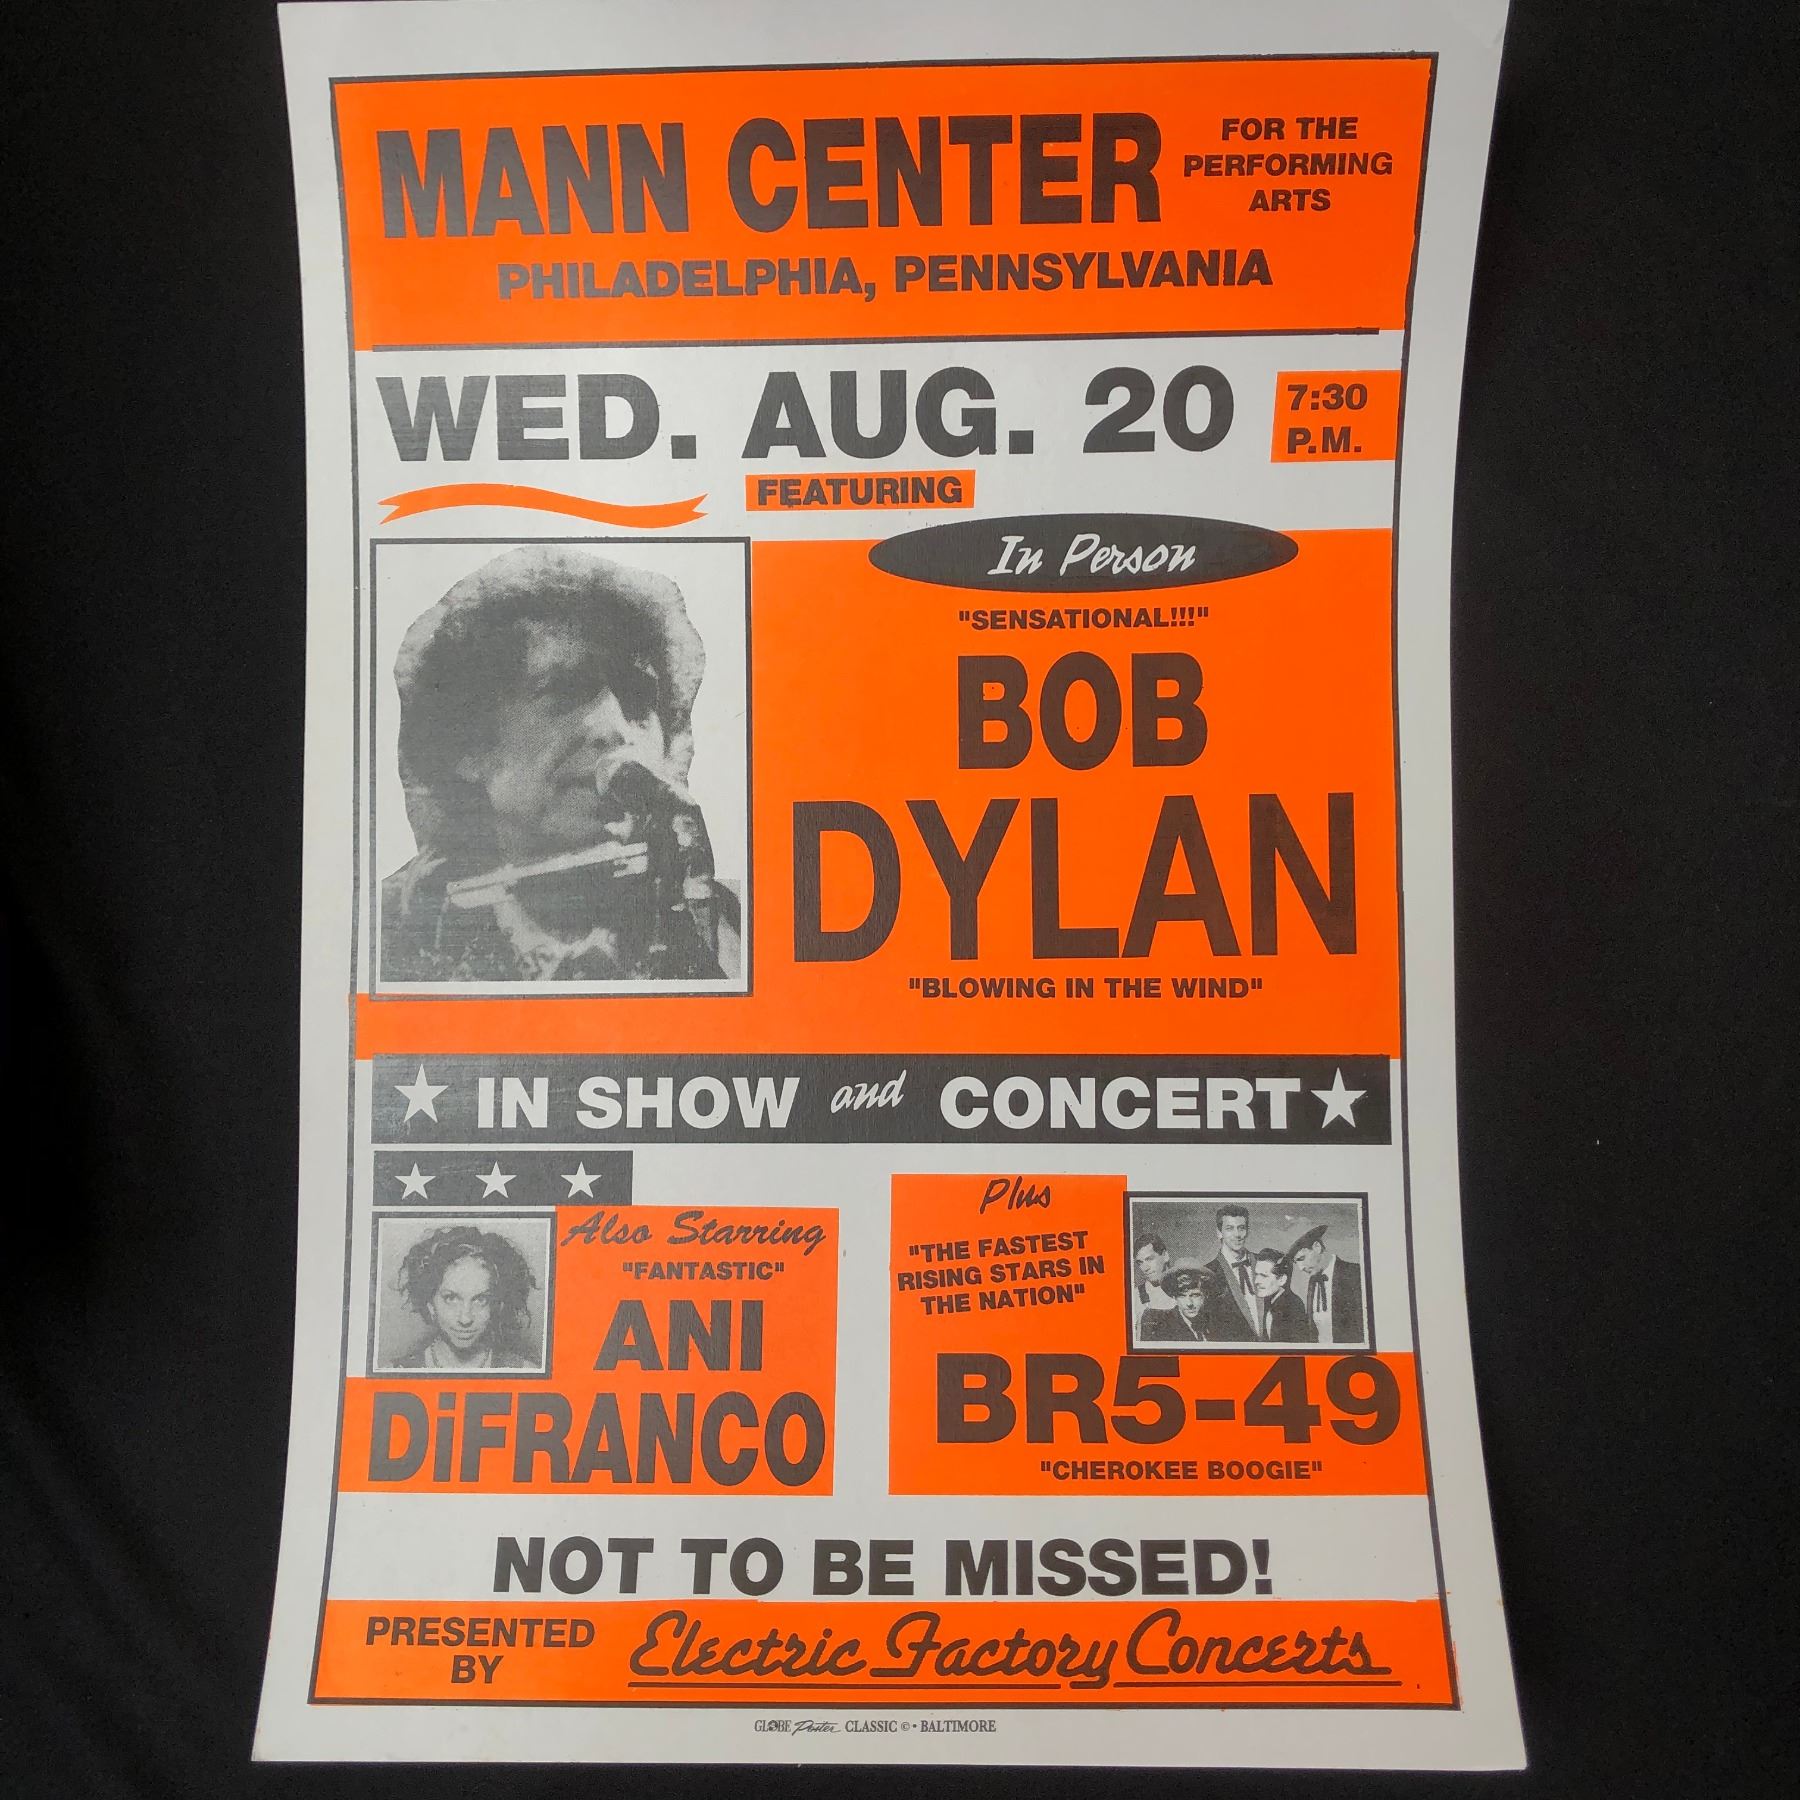 MANN CENTER
FOR THE
PERFORMING
ARTS
PHILADELPHIA, PENNSYLVANIA
WED. AUG. 20
7:30
P.M.
FEATURING
In Person
"SENSATIONAL!!!"
BOB
DYLAN
"BLOWING IN THE WIND"
IN SHOW and CONCERT
Also Starring
"FANTASTIC"
ANI
DiFRANCO
Plus
"THE FASTEST
RISING STARS IN
THE NATION"
BR5-49
"CHEROKEE BOOGIE"
NOT TO BE MISSED!
PRESENTED
BY
Electric Factory Concerts
GLOBE Poster CLASSIC © • BALTIMORE